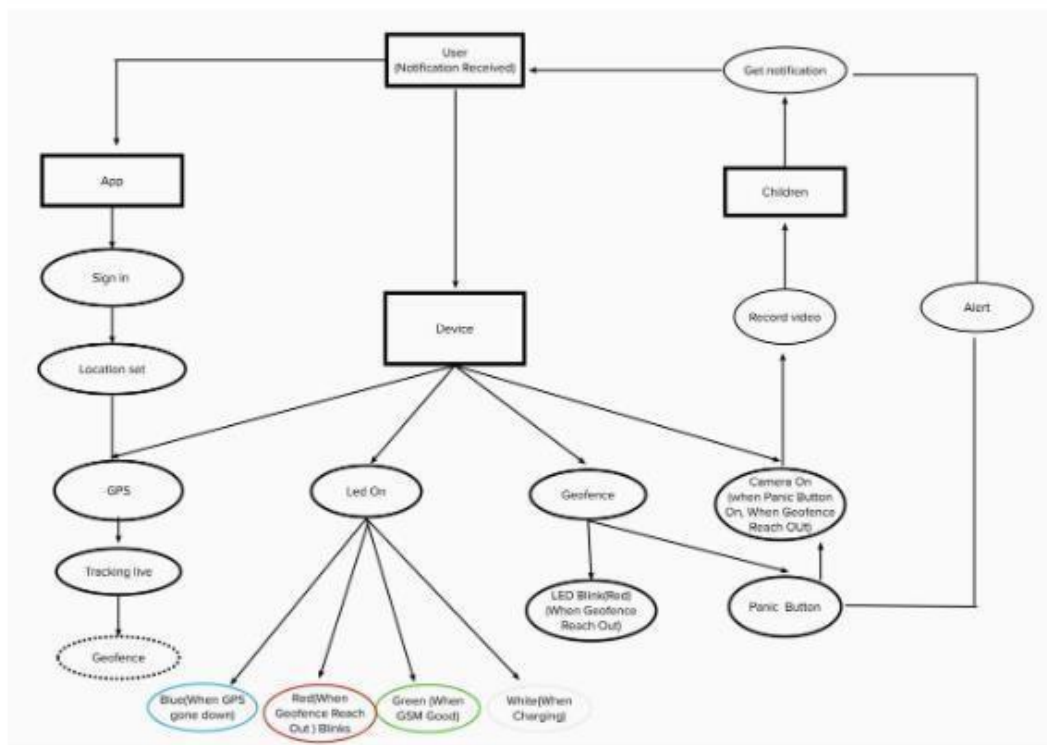 User
(Notification Received)
Get notification
App
Children
Sign in
Device
Record video
Alert
Location set
GPS
Led On
Geofence
Camera On
(when Panic Button
On, When Geofence
Reach OUt)
Tracking live
LED Blink(Red)
(When Geofence
Reach Out)
Panic Button
Geofence
Blue(When GPS
gone down)
Red(When
Geofence Reach
Out ) Blinks
Green (When
GSM Good)
White(When
Charging)